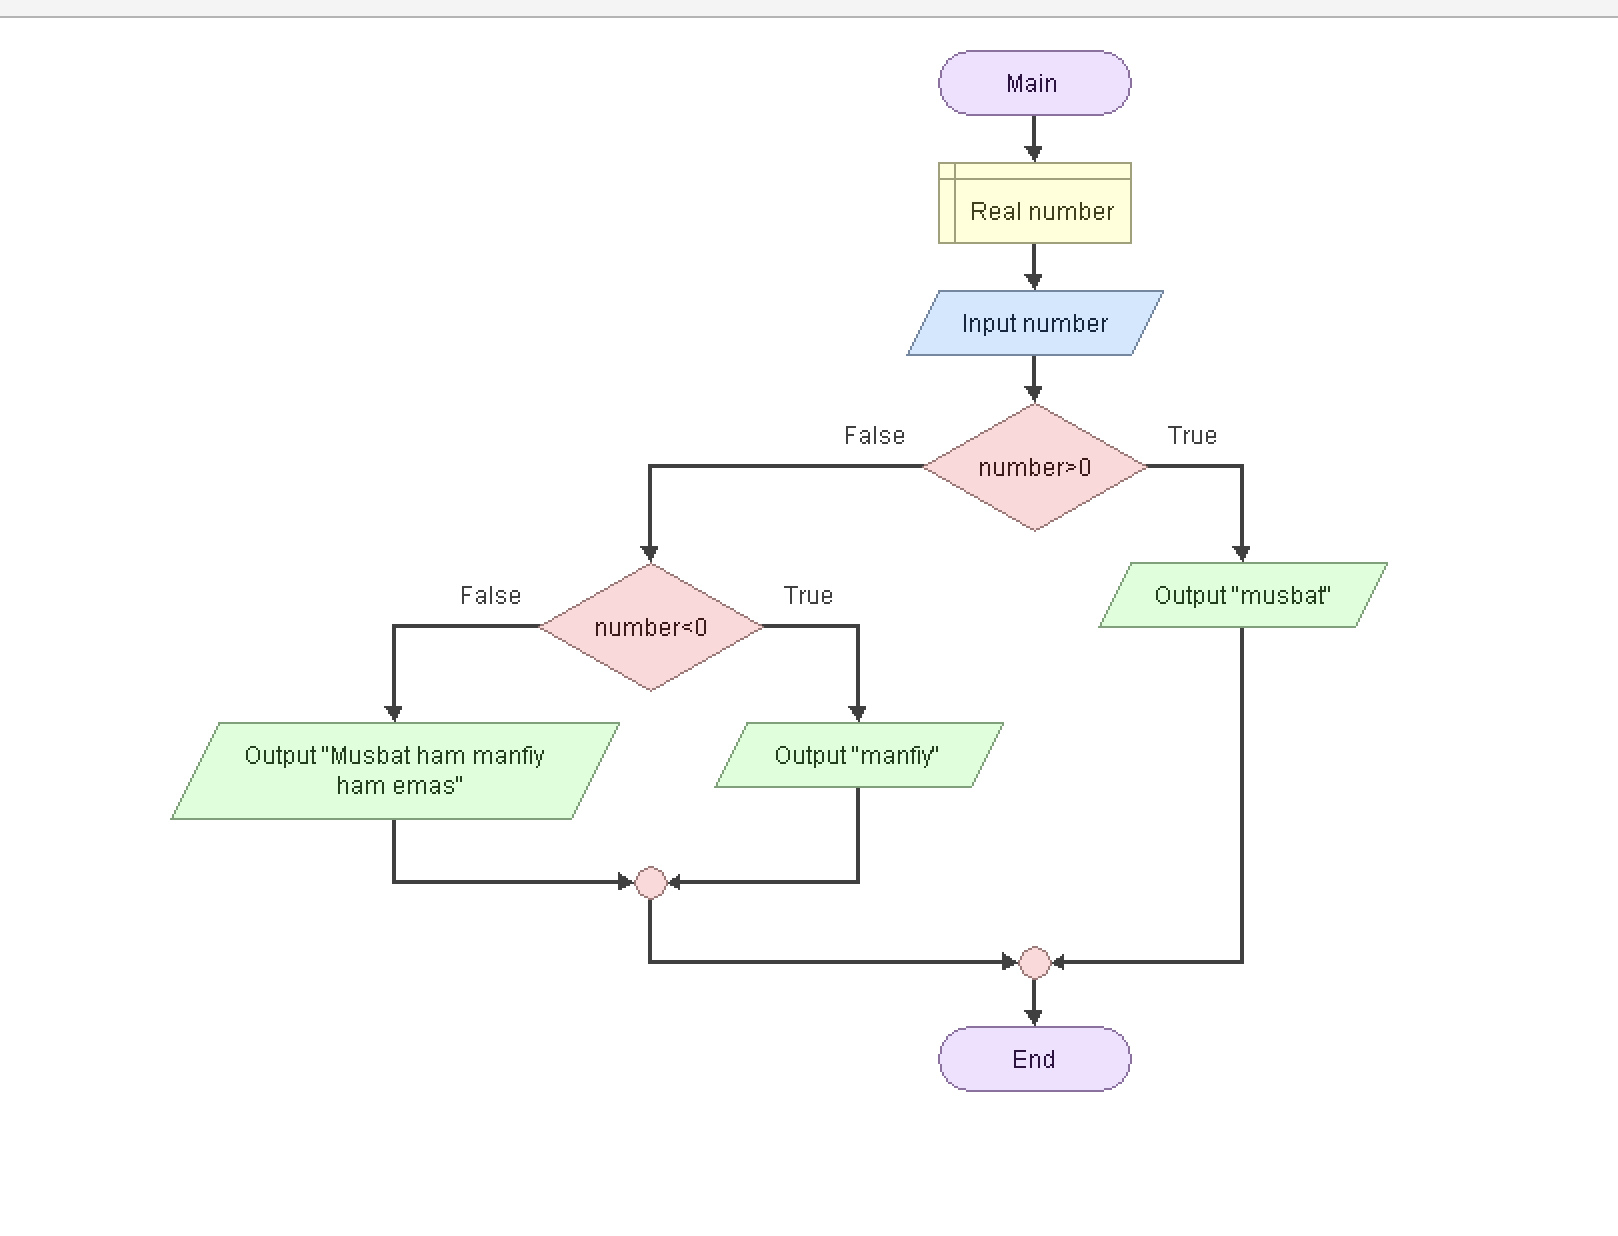 Main
Real number
Input number
False
True
number>0
False
True
Output "musbat"
number<0
Output "Musbat ham manfiy
ham emas"
Output "manfiy"
End